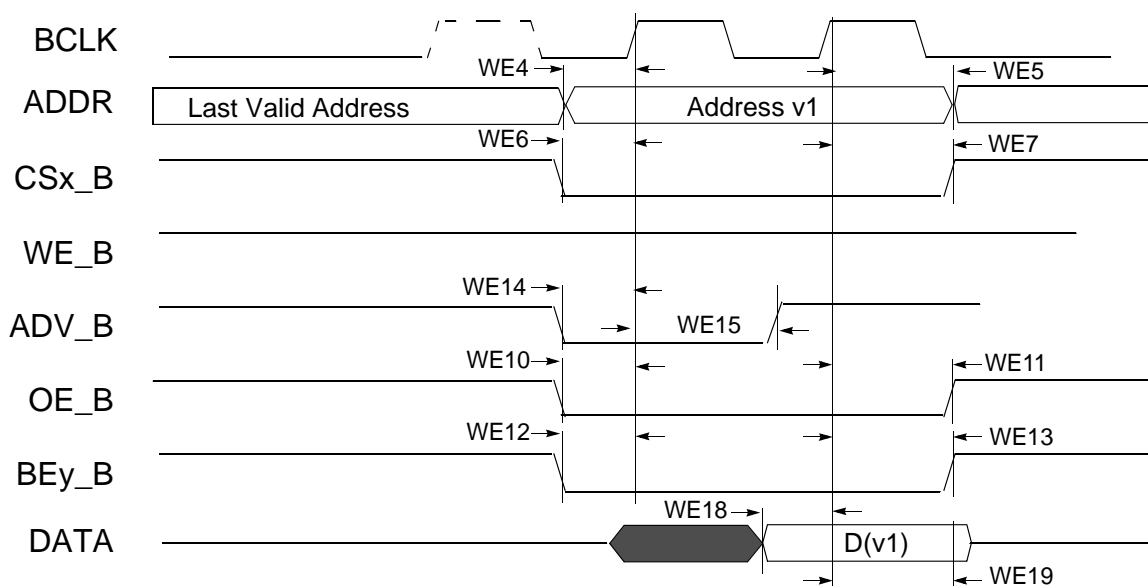 BCLK
WE4
WE5
ADDR
Last Valid Address
Address v1
WE6
WE7
CSx_B
WE_B
WE14
ADV_B
WE15
WE10
WE11
OE_B
WE12
WE13
BEy_B
WE18
DATA
D(v1)
WE19